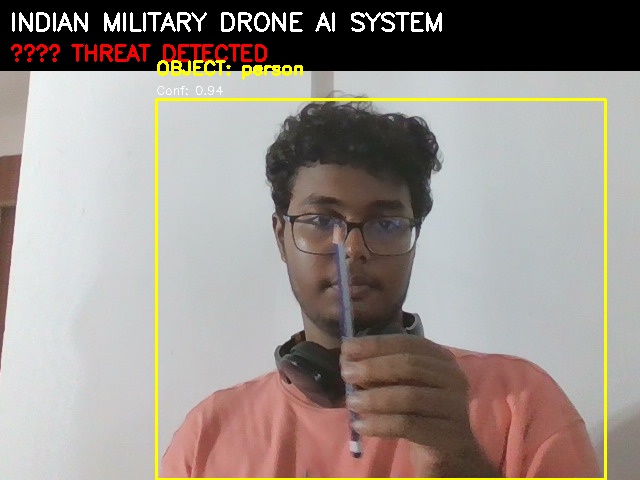 INDIAN MILITARY DRONE AI SYSTEM
???? THREAT DETECTED
OBJECT: person
Conf: 0.94